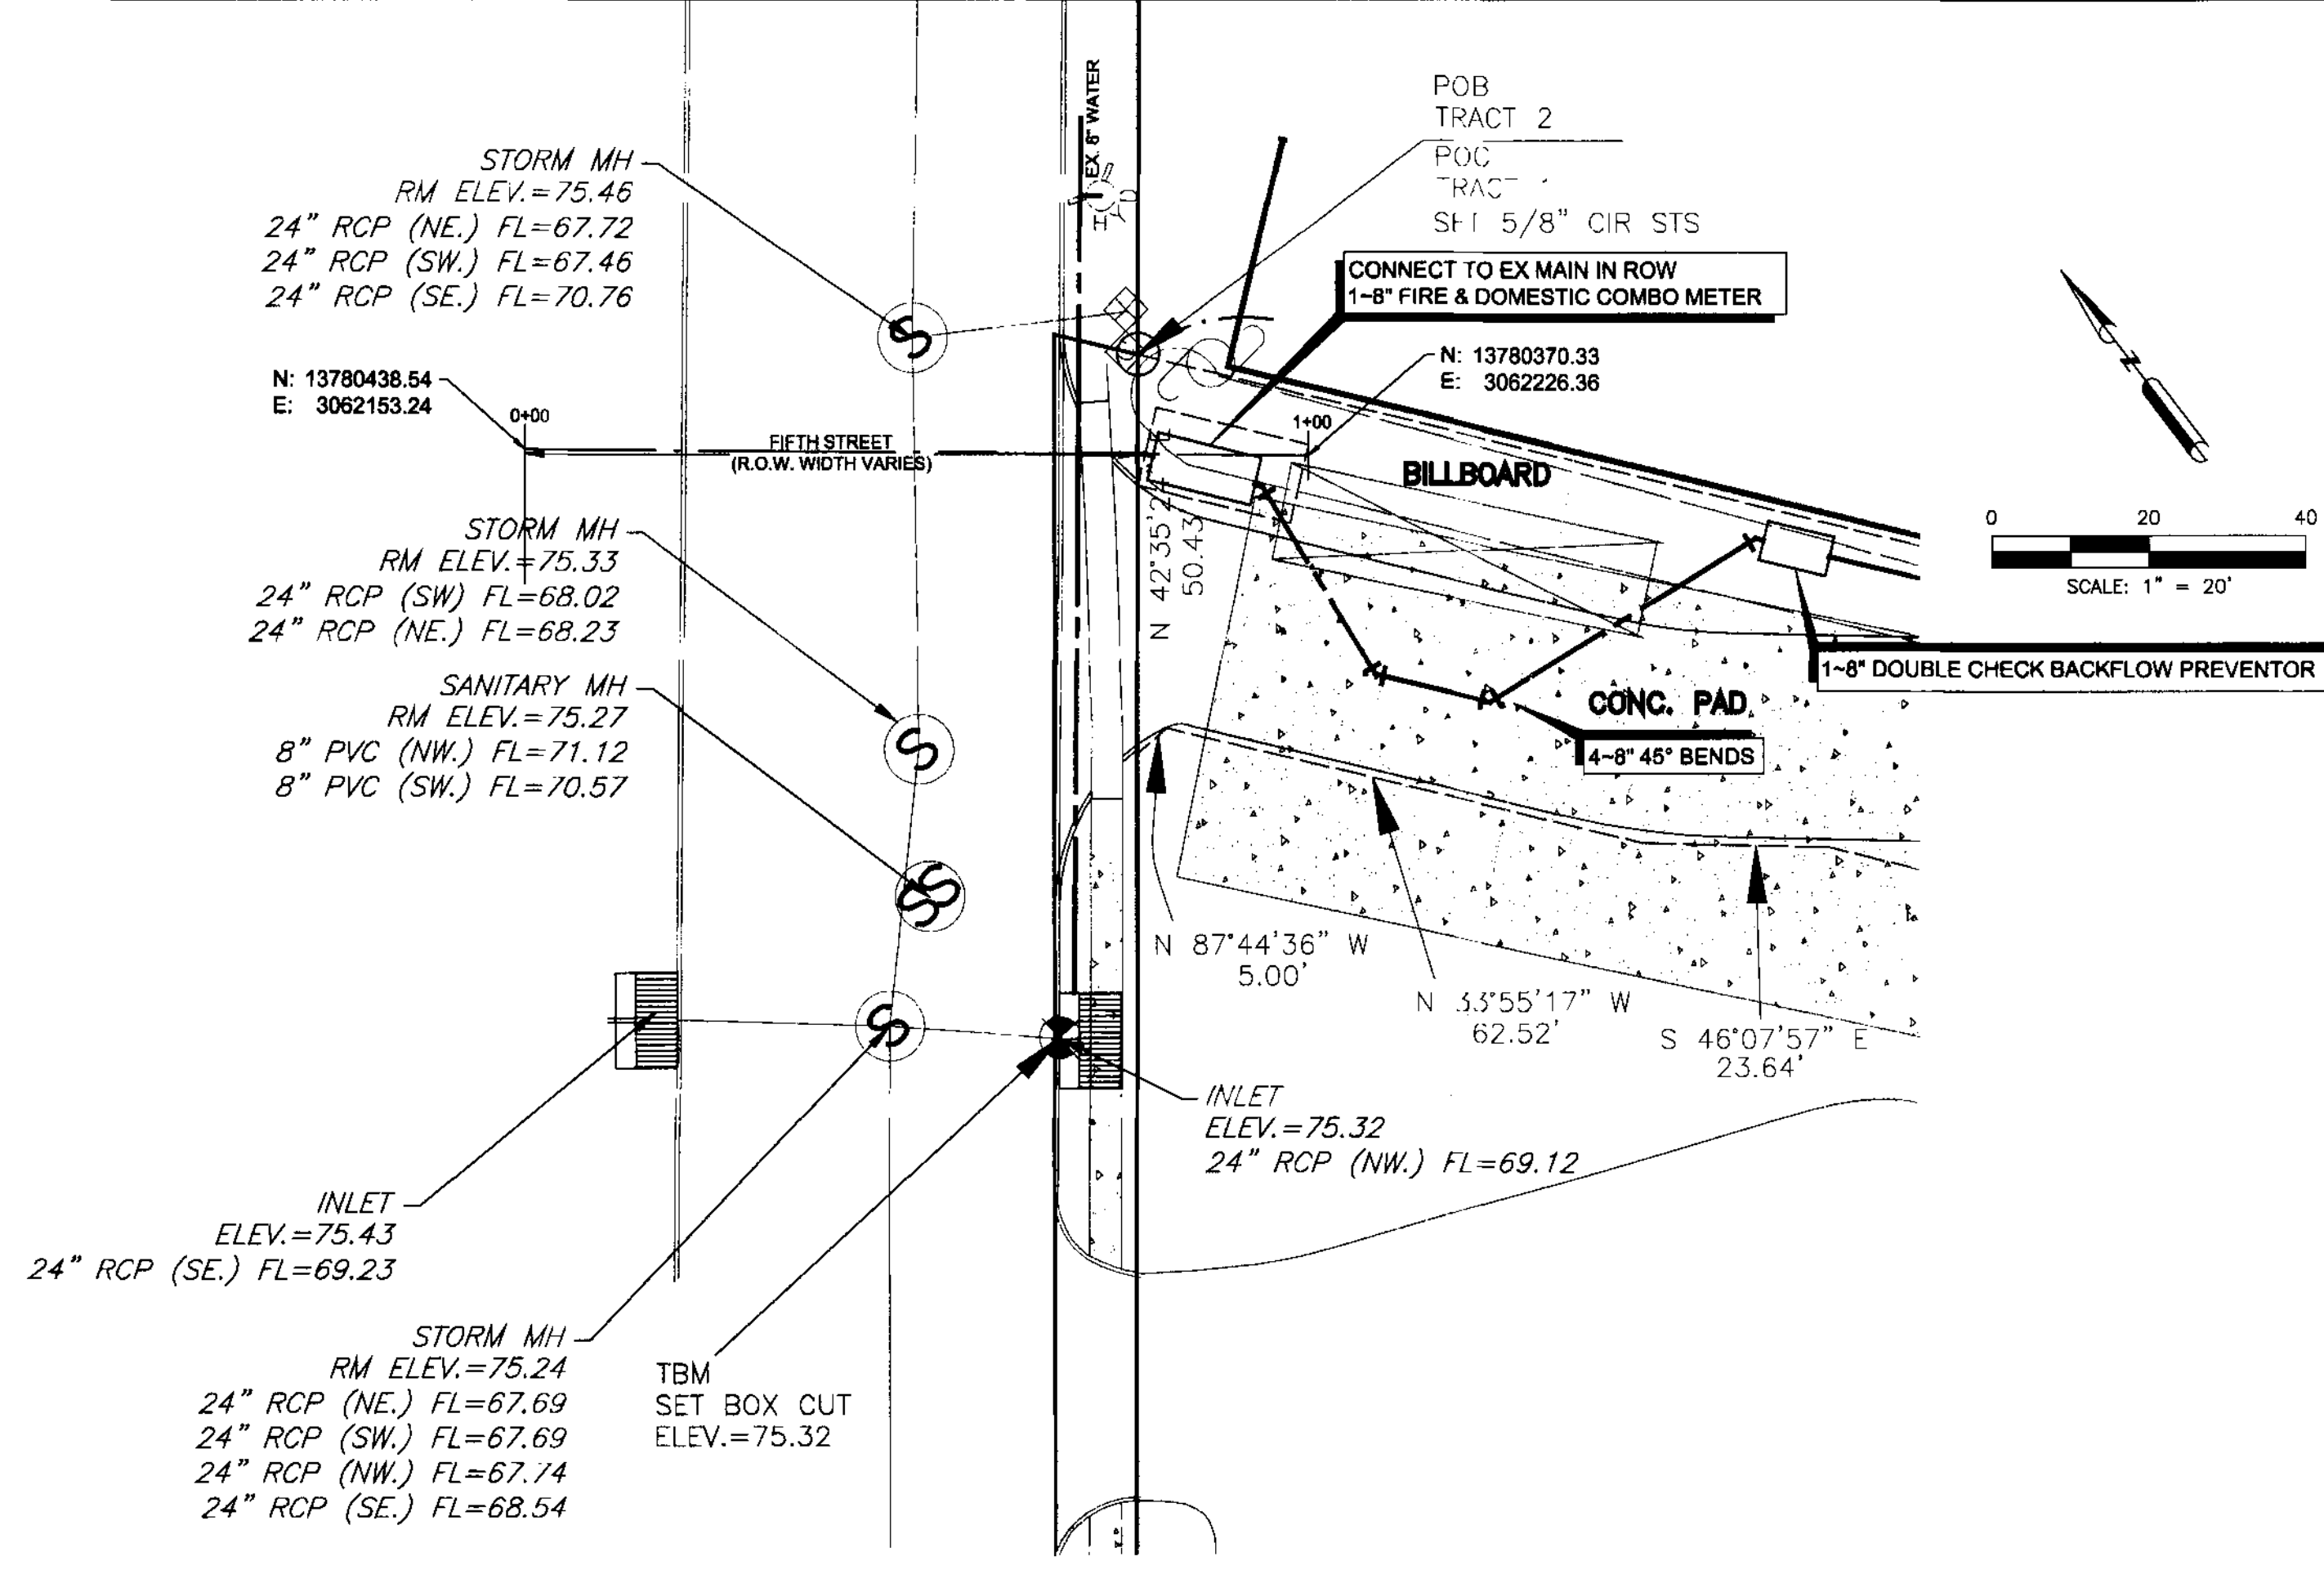 EX. 8" WATER
POB
TRACT 2
POC
5/8" CIR STS
STORM MH
RM ELEV.=75.46
24" RCP (NE.) FL=67.72
24" RCP (SW.) FL=67.46
24" RCP (SE.) FL=70.76
CONNECT TO EX MAIN IN ROW
1~8" FIRE & DOMESTIC COMBO METER
N: 13780438.54
E: 3062153.24
0+00
FIFTH STREET
(R.O.W. WIDTH VARIES)
N: 13780370.33
E: 3062226.36
1+00
BILLBOARD
N
0 20 40
SCALE: 1" = 20'
STORM MH
RM ELEV.=75.33
24" RCP (SW) FL=68.02
24" RCP (NE.) FL=68.23
N 42°35'2
50.43
1~8" DOUBLE CHECK BACKFLOW PREVENTOR
SANITARY MH
RM ELEV.=75.27
8" PVC (NW.) FL=71.12
8" PVC (SW.) FL=70.57
CONC. PAD
4~8" 45° BENDS
S
S
SS
S
N 87°44'36" W
5.00'
N 33°55'17" W
62.52'
S 46°07'57" E
23.64'
INLET
ELEV.=75.32
24" RCP (NW.) FL=69.12
INLET
ELEV.=75.43
24" RCP (SE.) FL=69.23
STORM MH
RM ELEV.=75.24
24" RCP (NE.) FL=67.69
24" RCP (SW.) FL=67.69
24" RCP (NW.) FL=67.74
24" RCP (SE.) FL=68.54
TBM
SET BOX CUT
ELEV.=75.32